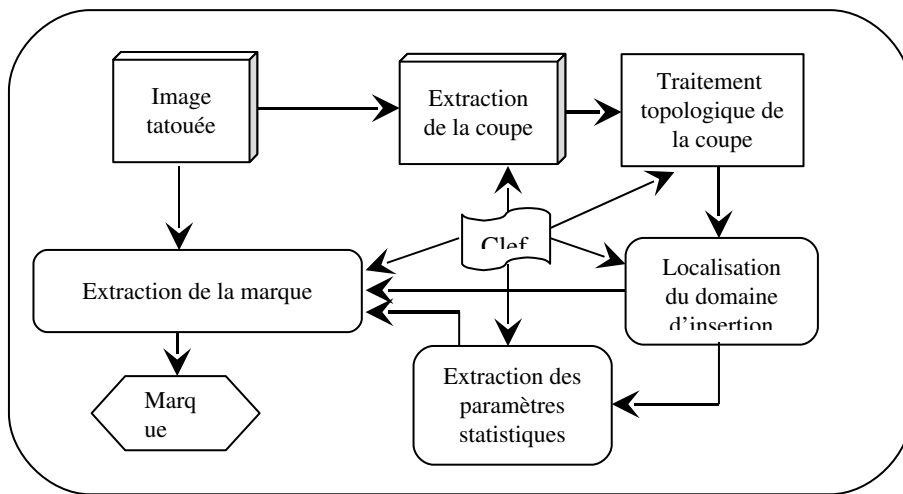 Image
tatouée
Extraction
de la coupe
Traitement
topologique de
la coupe
Clef
Extraction de la marque
Localisation
du domaine
d’insertion
Extraction des
paramètres
statistiques
Marq
ue